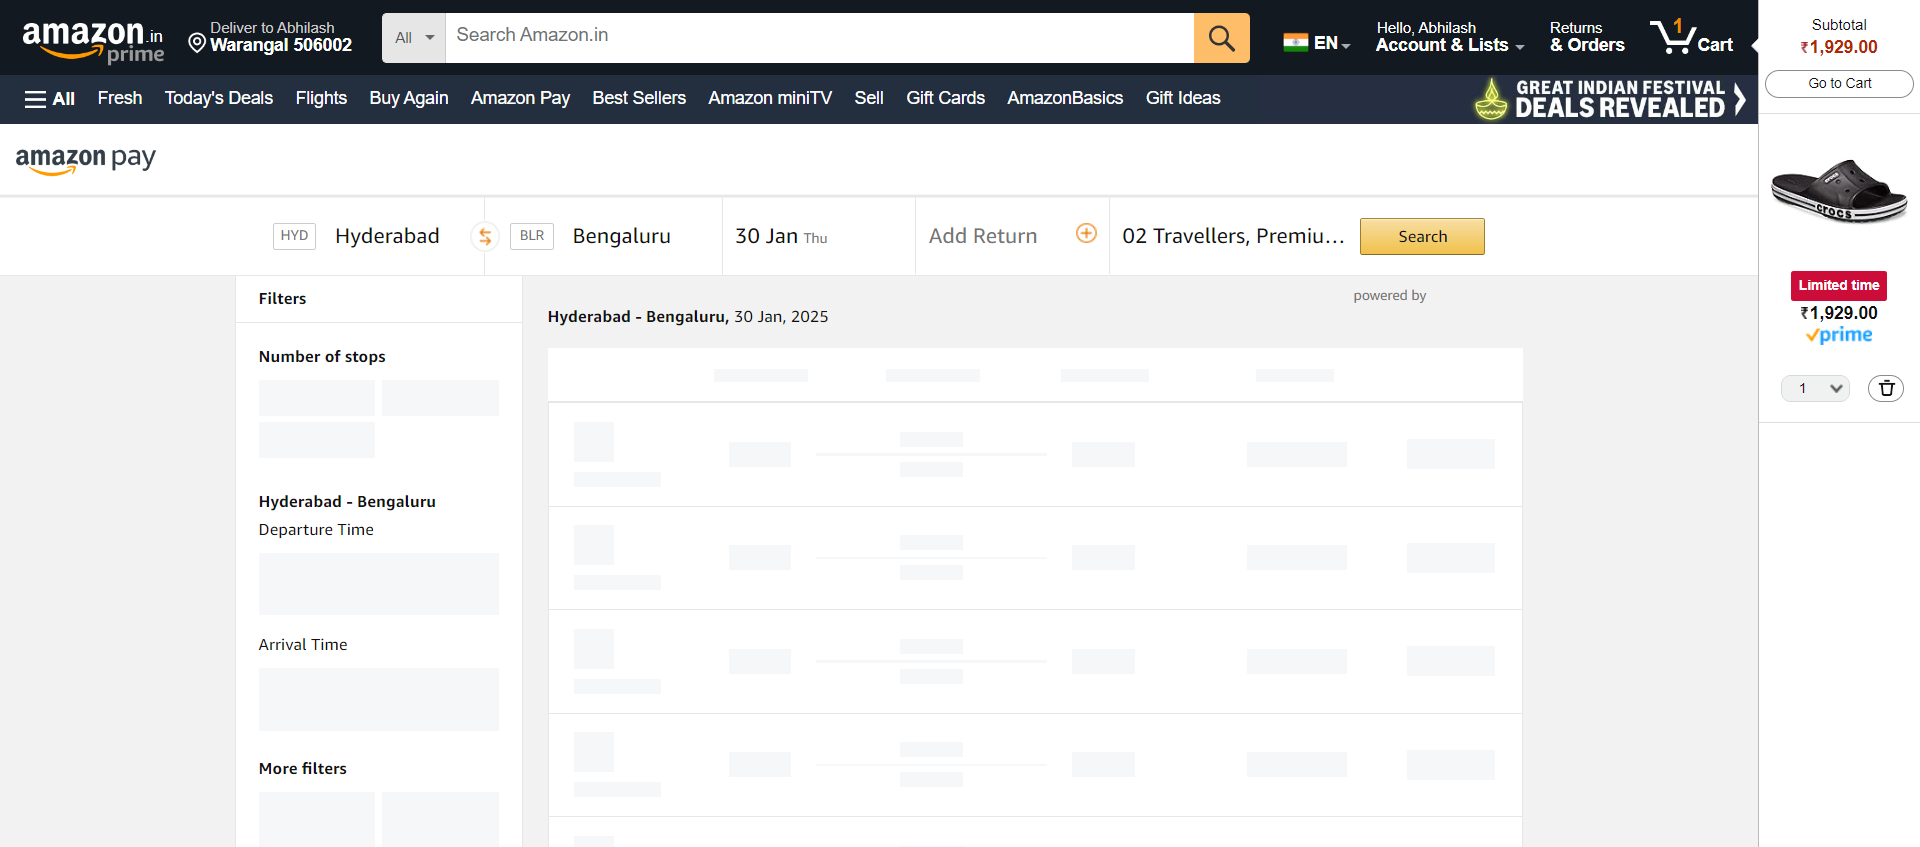 amazon.in
prime
Deliver to Abhilash
Warangal 506002
All
Search Amazon.in
EN
Hello, Abhilash
Account & Lists
Returns
& Orders
1
Cart
All
Fresh
Today's Deals
Flights
Buy Again
Amazon Pay
Best Sellers
Amazon miniTV
Sell
Gift Cards
AmazonBasics
Gift Ideas
GREAT INDIAN FESTIVAL
DEALS REVEALED
amazon pay
HYD
Hyderabad
BLR
Bengaluru
30 Jan Thu
Add Return
02 Travellers, Premiu...
Search
Filters
Number of stops
Hyderabad - Bengaluru
Departure Time
Arrival Time
More filters
powered by
Hyderabad - Bengaluru, 30 Jan, 2025
Subtotal
₹1,929.00
Go to Cart
crocs
crocs
Limited time
₹1,929.00
prime
1